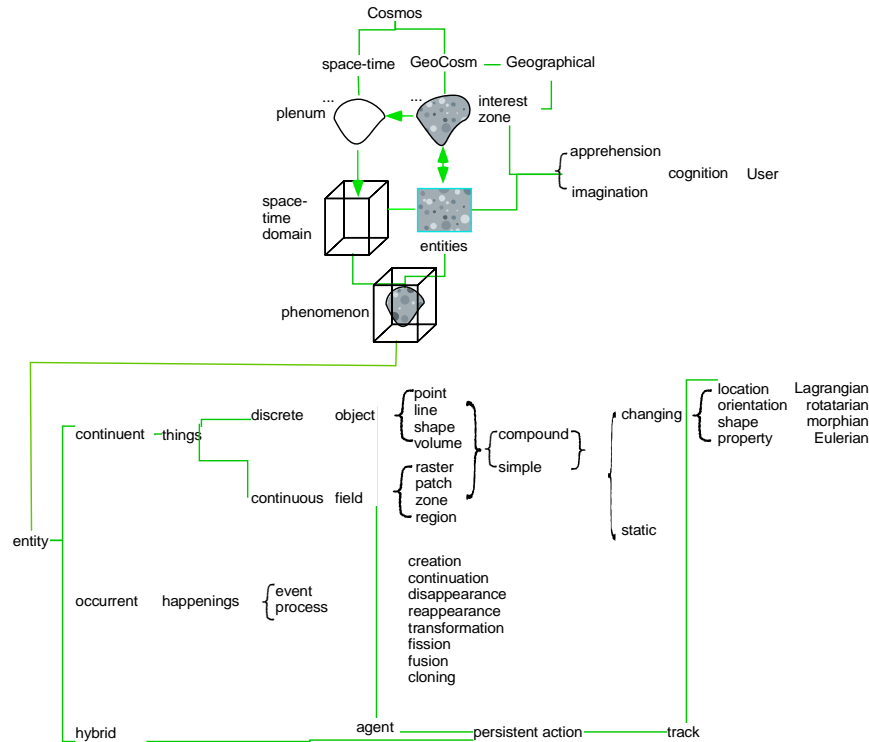 Cosmos
space-time
GeoCosm
Geographical
...
...
plenum
interest
zone
apprehension
imagination
cognition
User
space-
time
domain
entities
phenomenon
point
line
shape
volume
discrete
object
continuent
things
raster
patch
zone
region
continuous
field
compound
simple
changing
static
location
orientation
shape
property
Lagrangian
rotatarian
morphian
Eulerian
entity
occurrent
happenings
event
process
creation
continuation
disappearance
reappearance
transformation
fission
fusion
cloning
hybrid
agent
persistent action
track